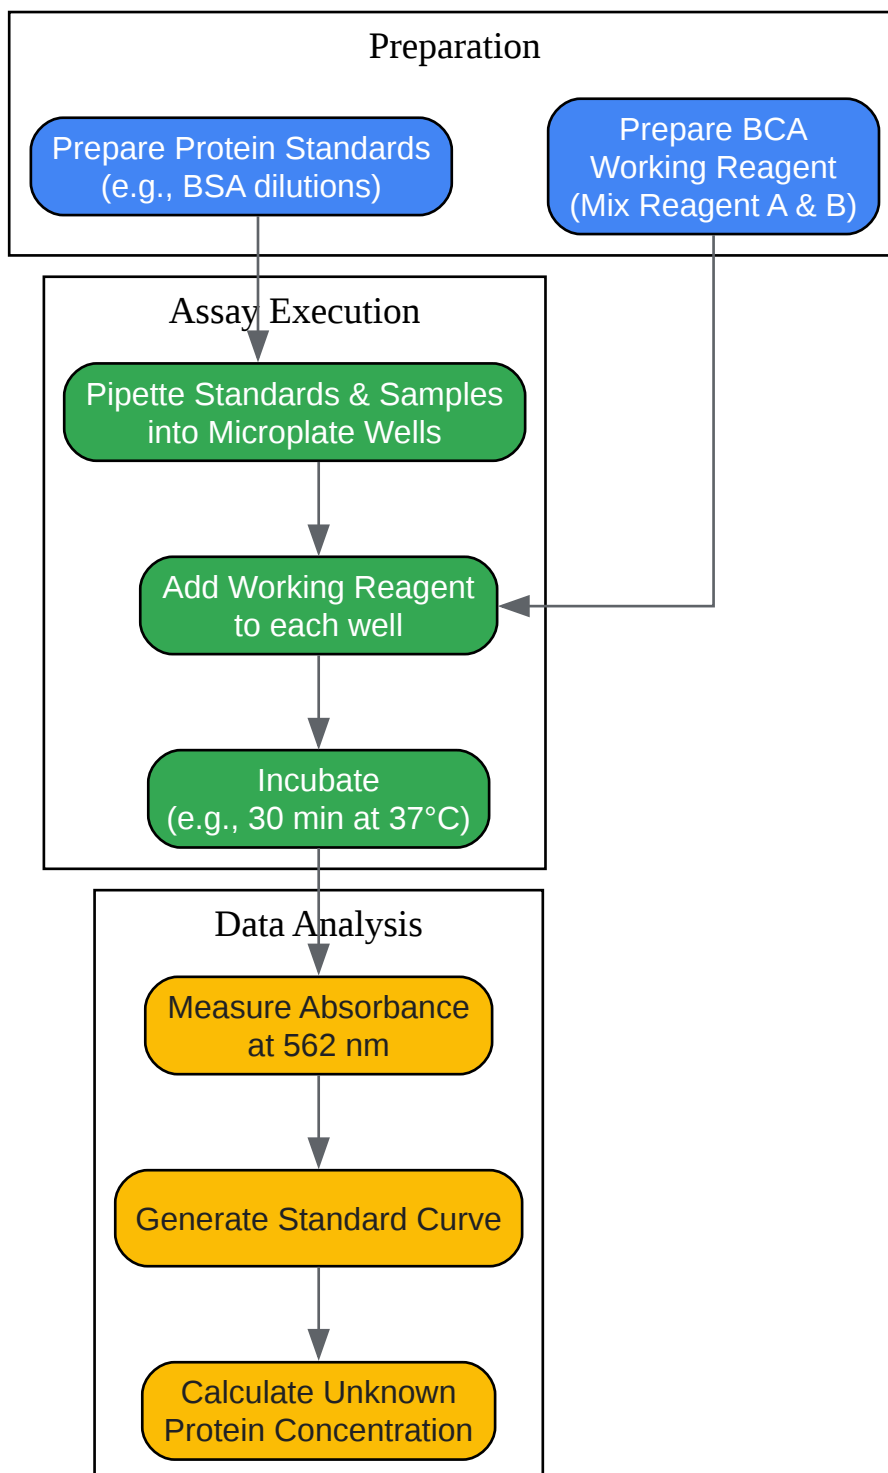 Preparation
Prepare Protein Standards
(e.g., BSA dilutions)
Prepare BCA
Working Reagent
(Mix Reagent A & B)
Assay Execution
Pipette Standards & Samples
into Microplate Wells
Add Working Reagent
to each well
Incubate
(e.g., 30 min at 37°C)
Data Analysis
Measure Absorbance
at 562 nm
Generate Standard Curve
Calculate Unknown
Protein Concentration